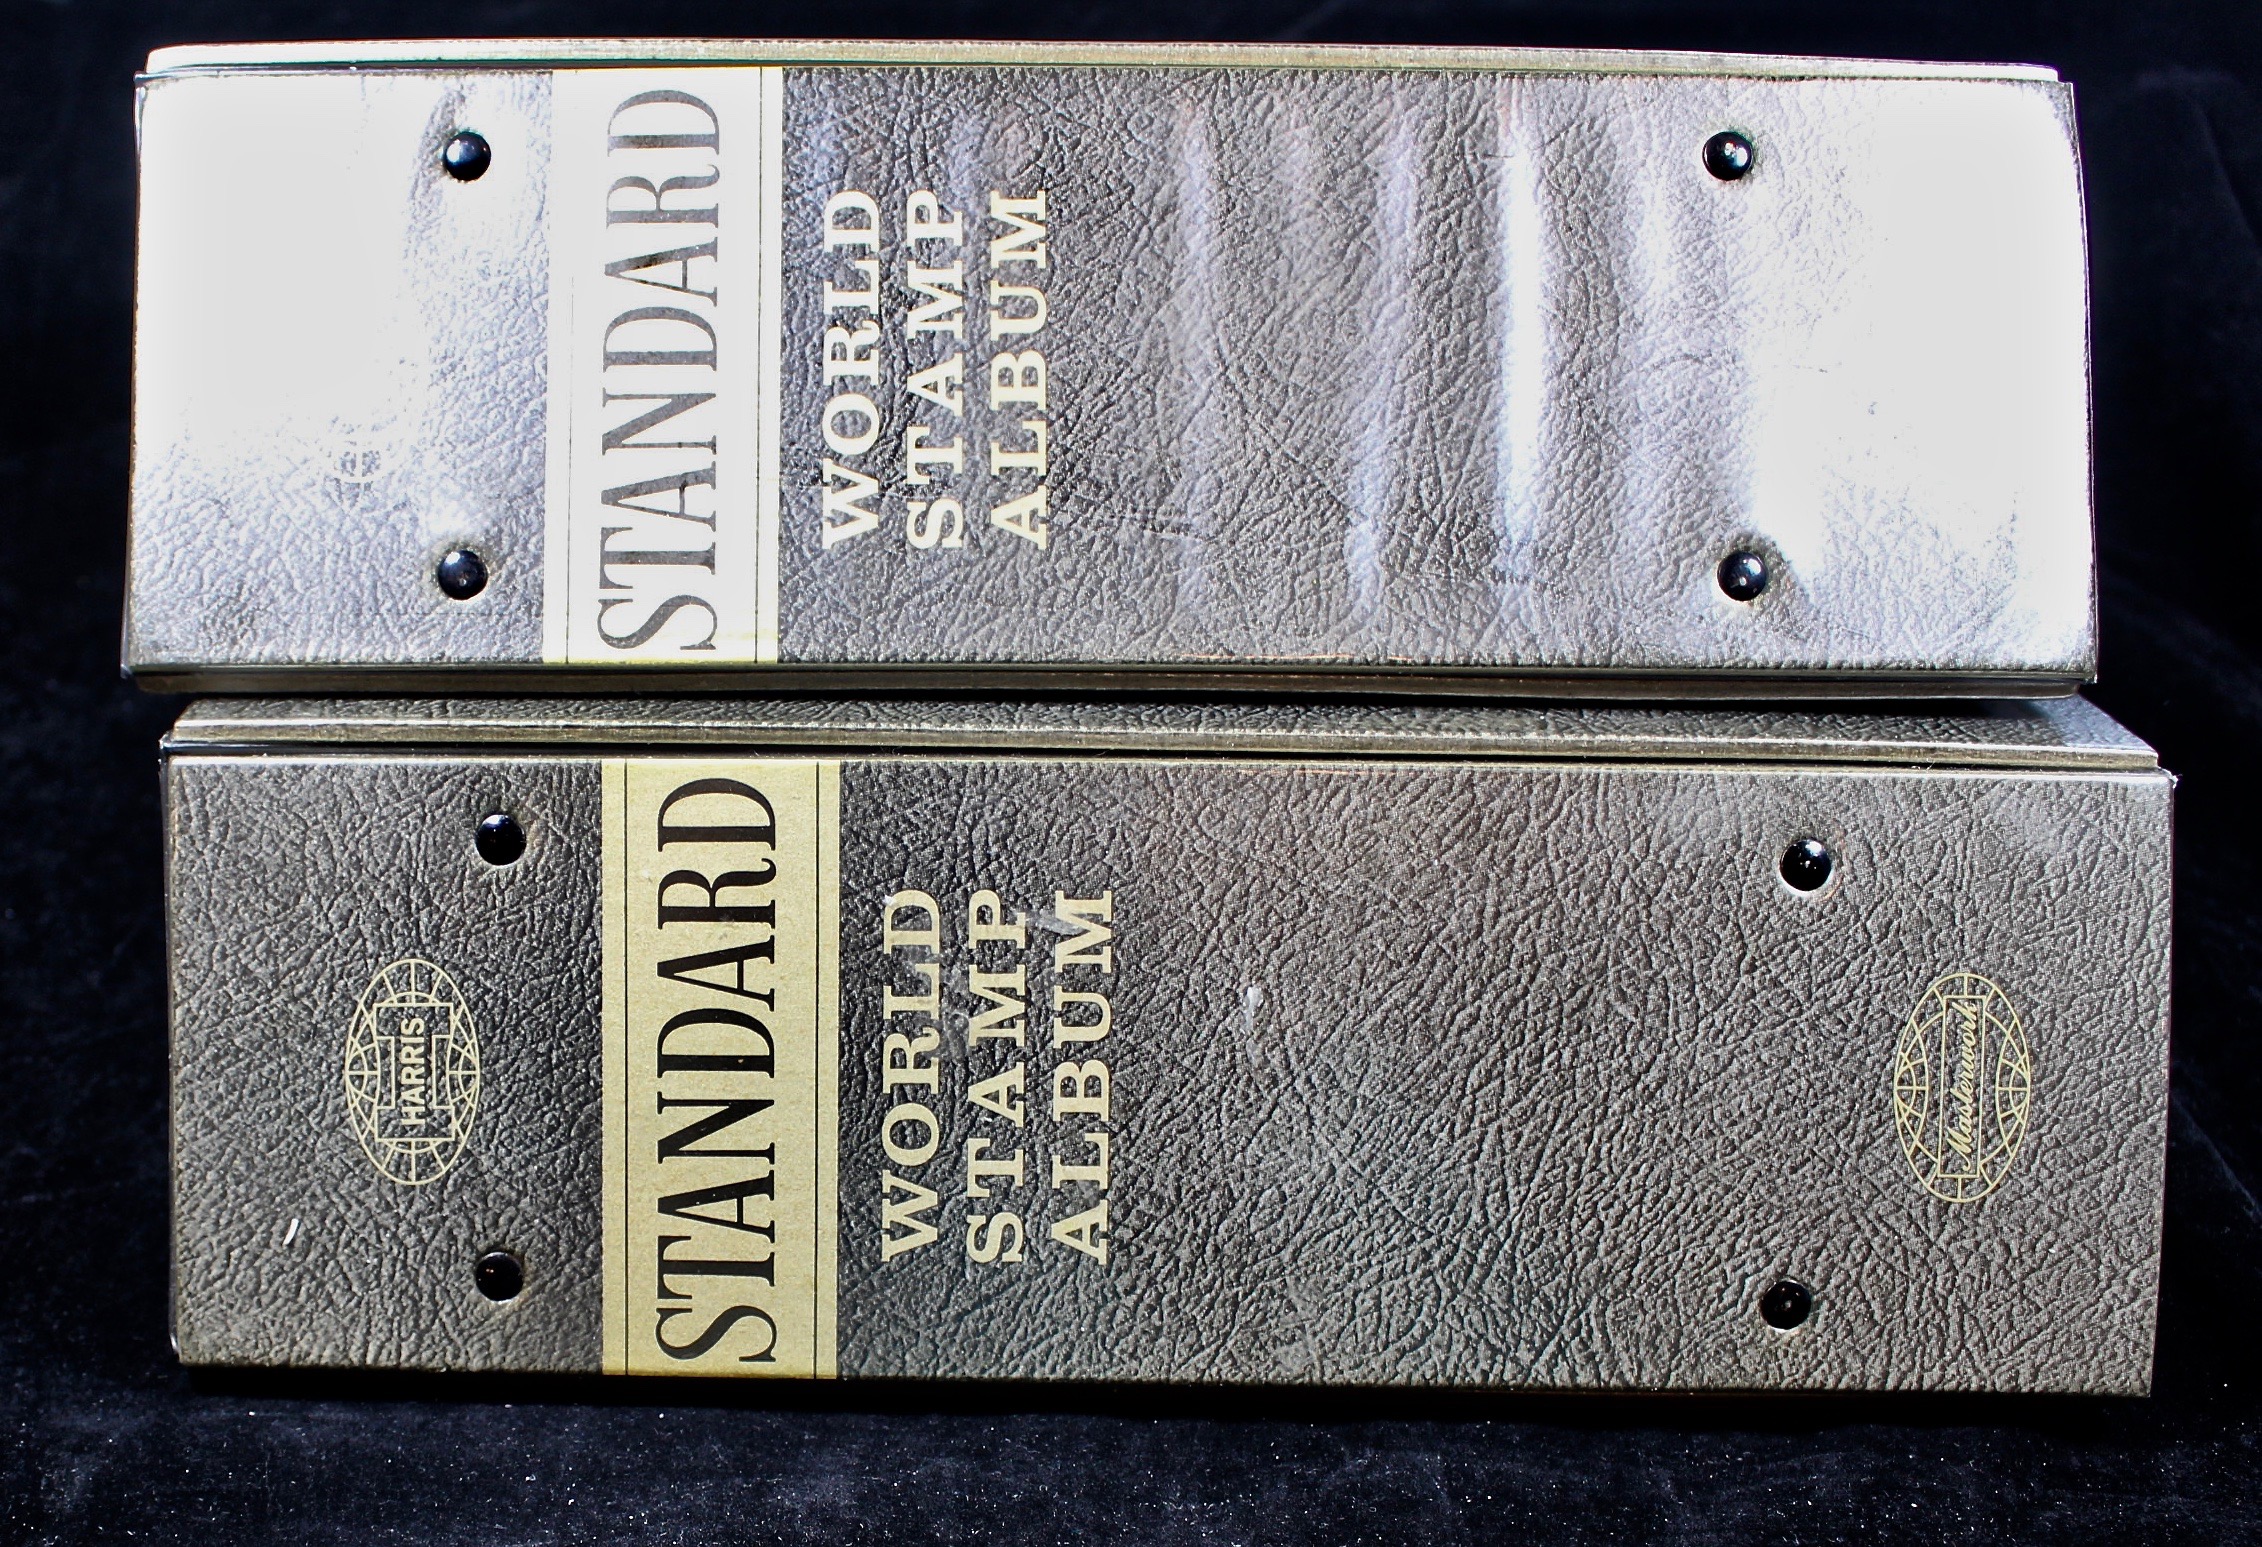 STANDARD
WORLD
STAMP
ALBUM
HARRIS
STANDARD
WORLD
STAMP
ALBUM
Masterwork